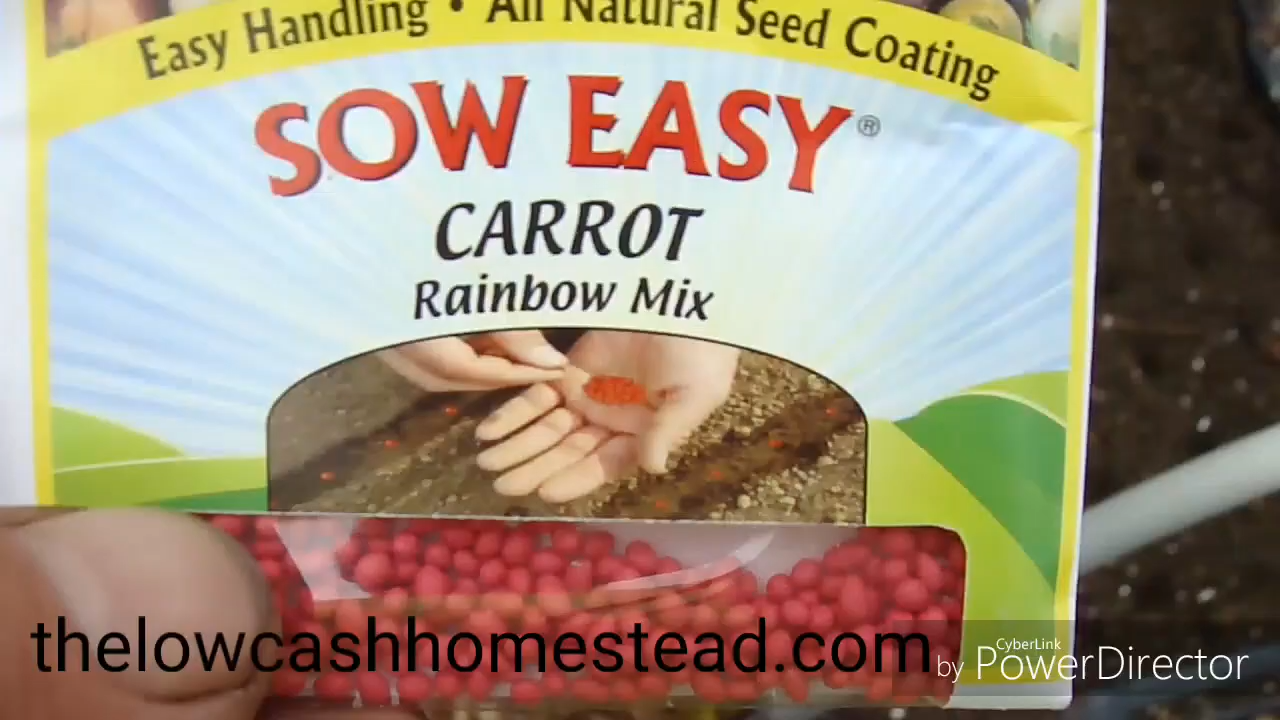 Easy Handling • All Natural Seed Coating
SOW EASY®
CARROT
Rainbow Mix
thelowcashhomestead.com
CyberLink
by PowerDirector